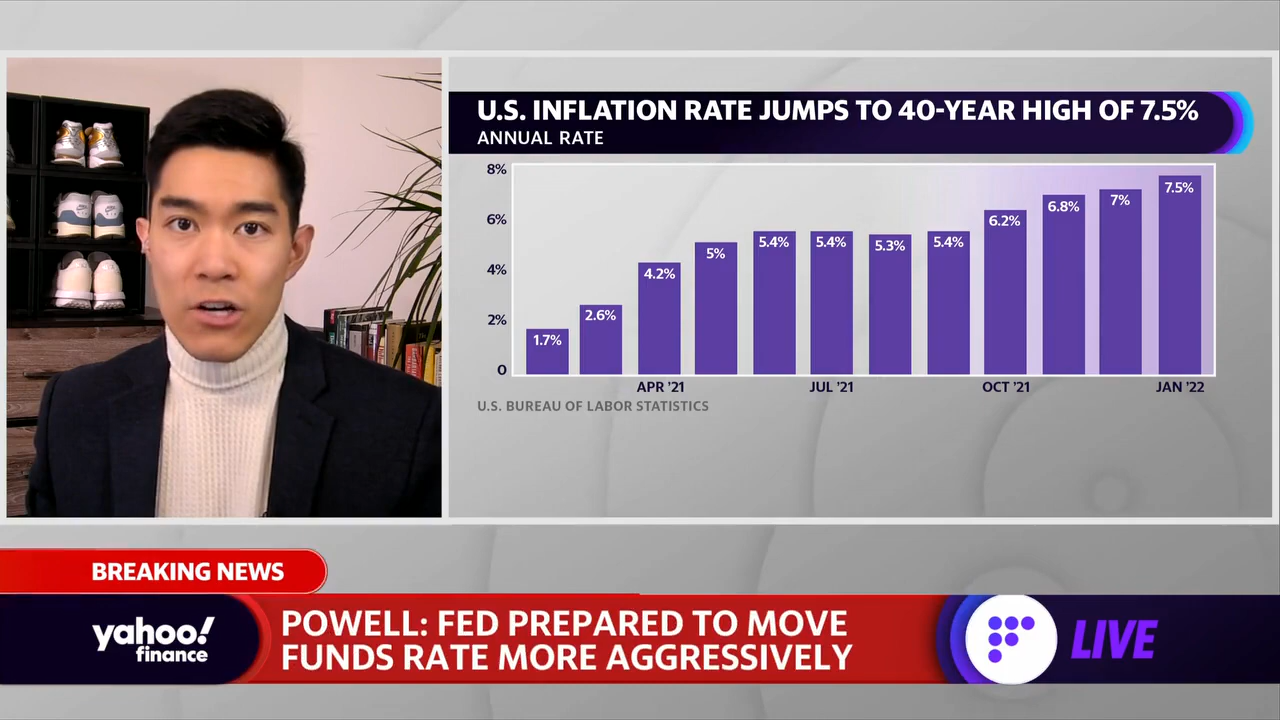 U.S. INFLATION RATE JUMPS TO 40-YEAR HIGH OF 7.5%
ANNUAL RATE
8%
6%
4%
2%
0
1.7%
2.6%
4.2%
5%
5.4%
5.4%
5.3%
5.4%
6.2%
6.8%
7%
7.5%
APR '21
JUL '21
OCT '21
JAN '22
U.S. BUREAU OF LABOR STATISTICS
BREAKING NEWS
yahoo!
finance
POWELL: FED PREPARED TO MOVE
FUNDS RATE MORE AGGRESSIVELY
LIVE